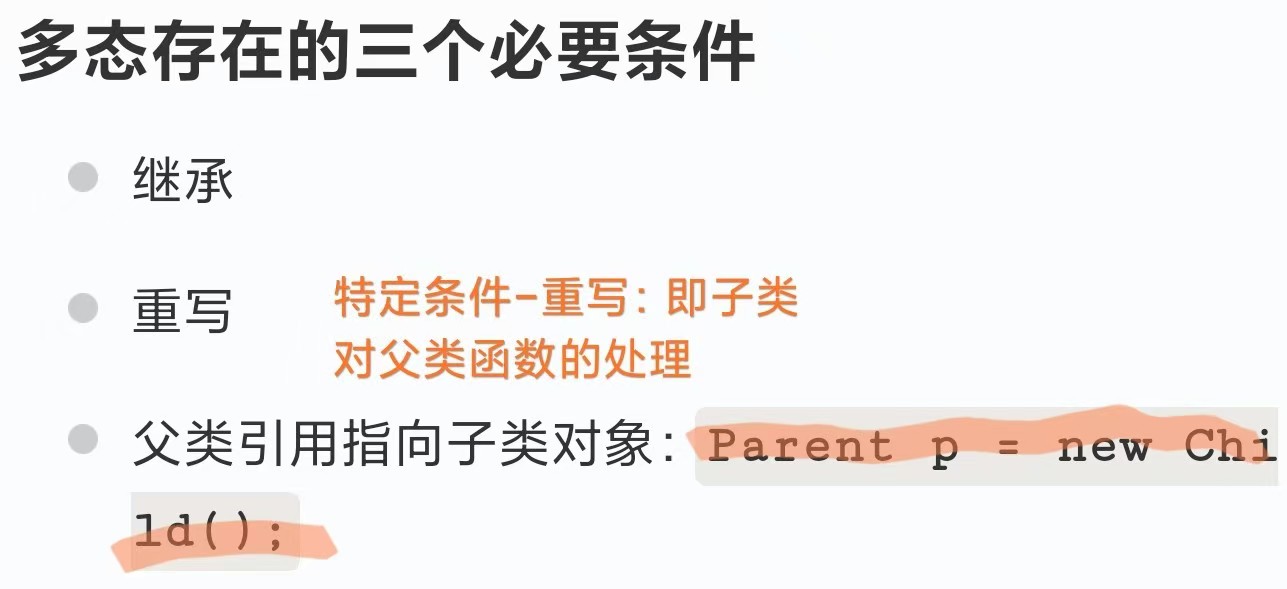 多态存在的三个必要条件
继承
重写
特定条件-重写：即子类
对父类函数的处理
父类引用指向子类对象：Parent p = new Chi
ld();